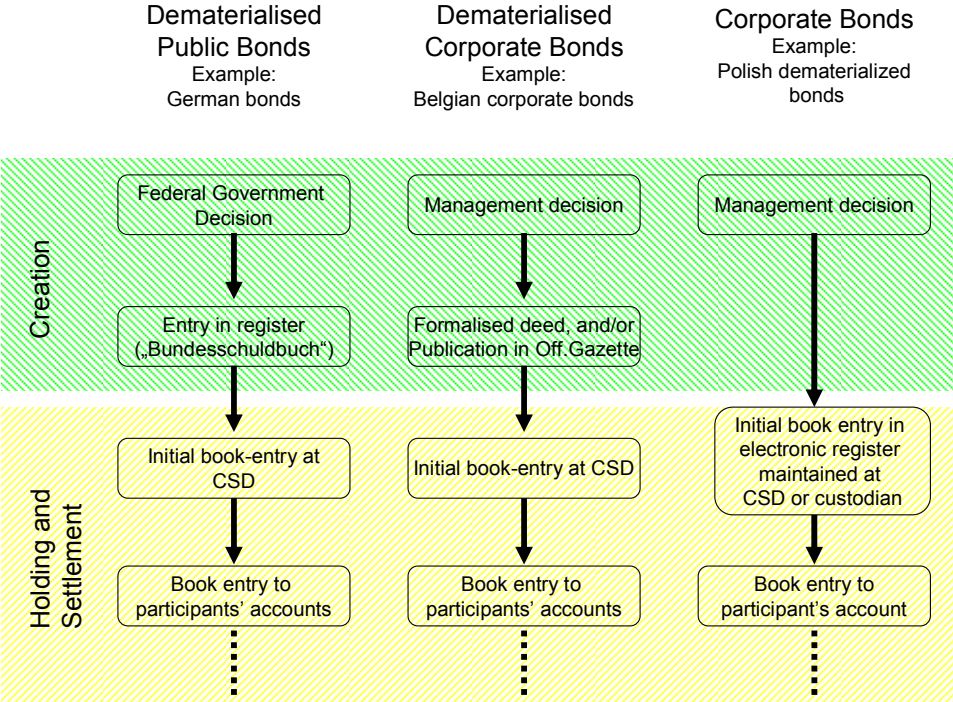 Dematerialised
Public Bonds
Example:
German bonds
Dematerialised
Corporate Bonds
Example:
Belgian corporate bonds
Corporate Bonds
Example:
Polish dematerialized
bonds
Creation
Federal Government
Decision
Management decision
Management decision
Entry in register
(„Bundesschuldbuch“)
Formalised deed, and/or
Publication in Off.Gazette
Holding and
Settlement
Initial book-entry at
CSD
Initial book-entry at CSD
Initial book entry in
electronic register
maintained at
CSD or custodian
Book entry to
participants’ accounts
Book entry to
participants’ accounts
Book entry to
participant’s account